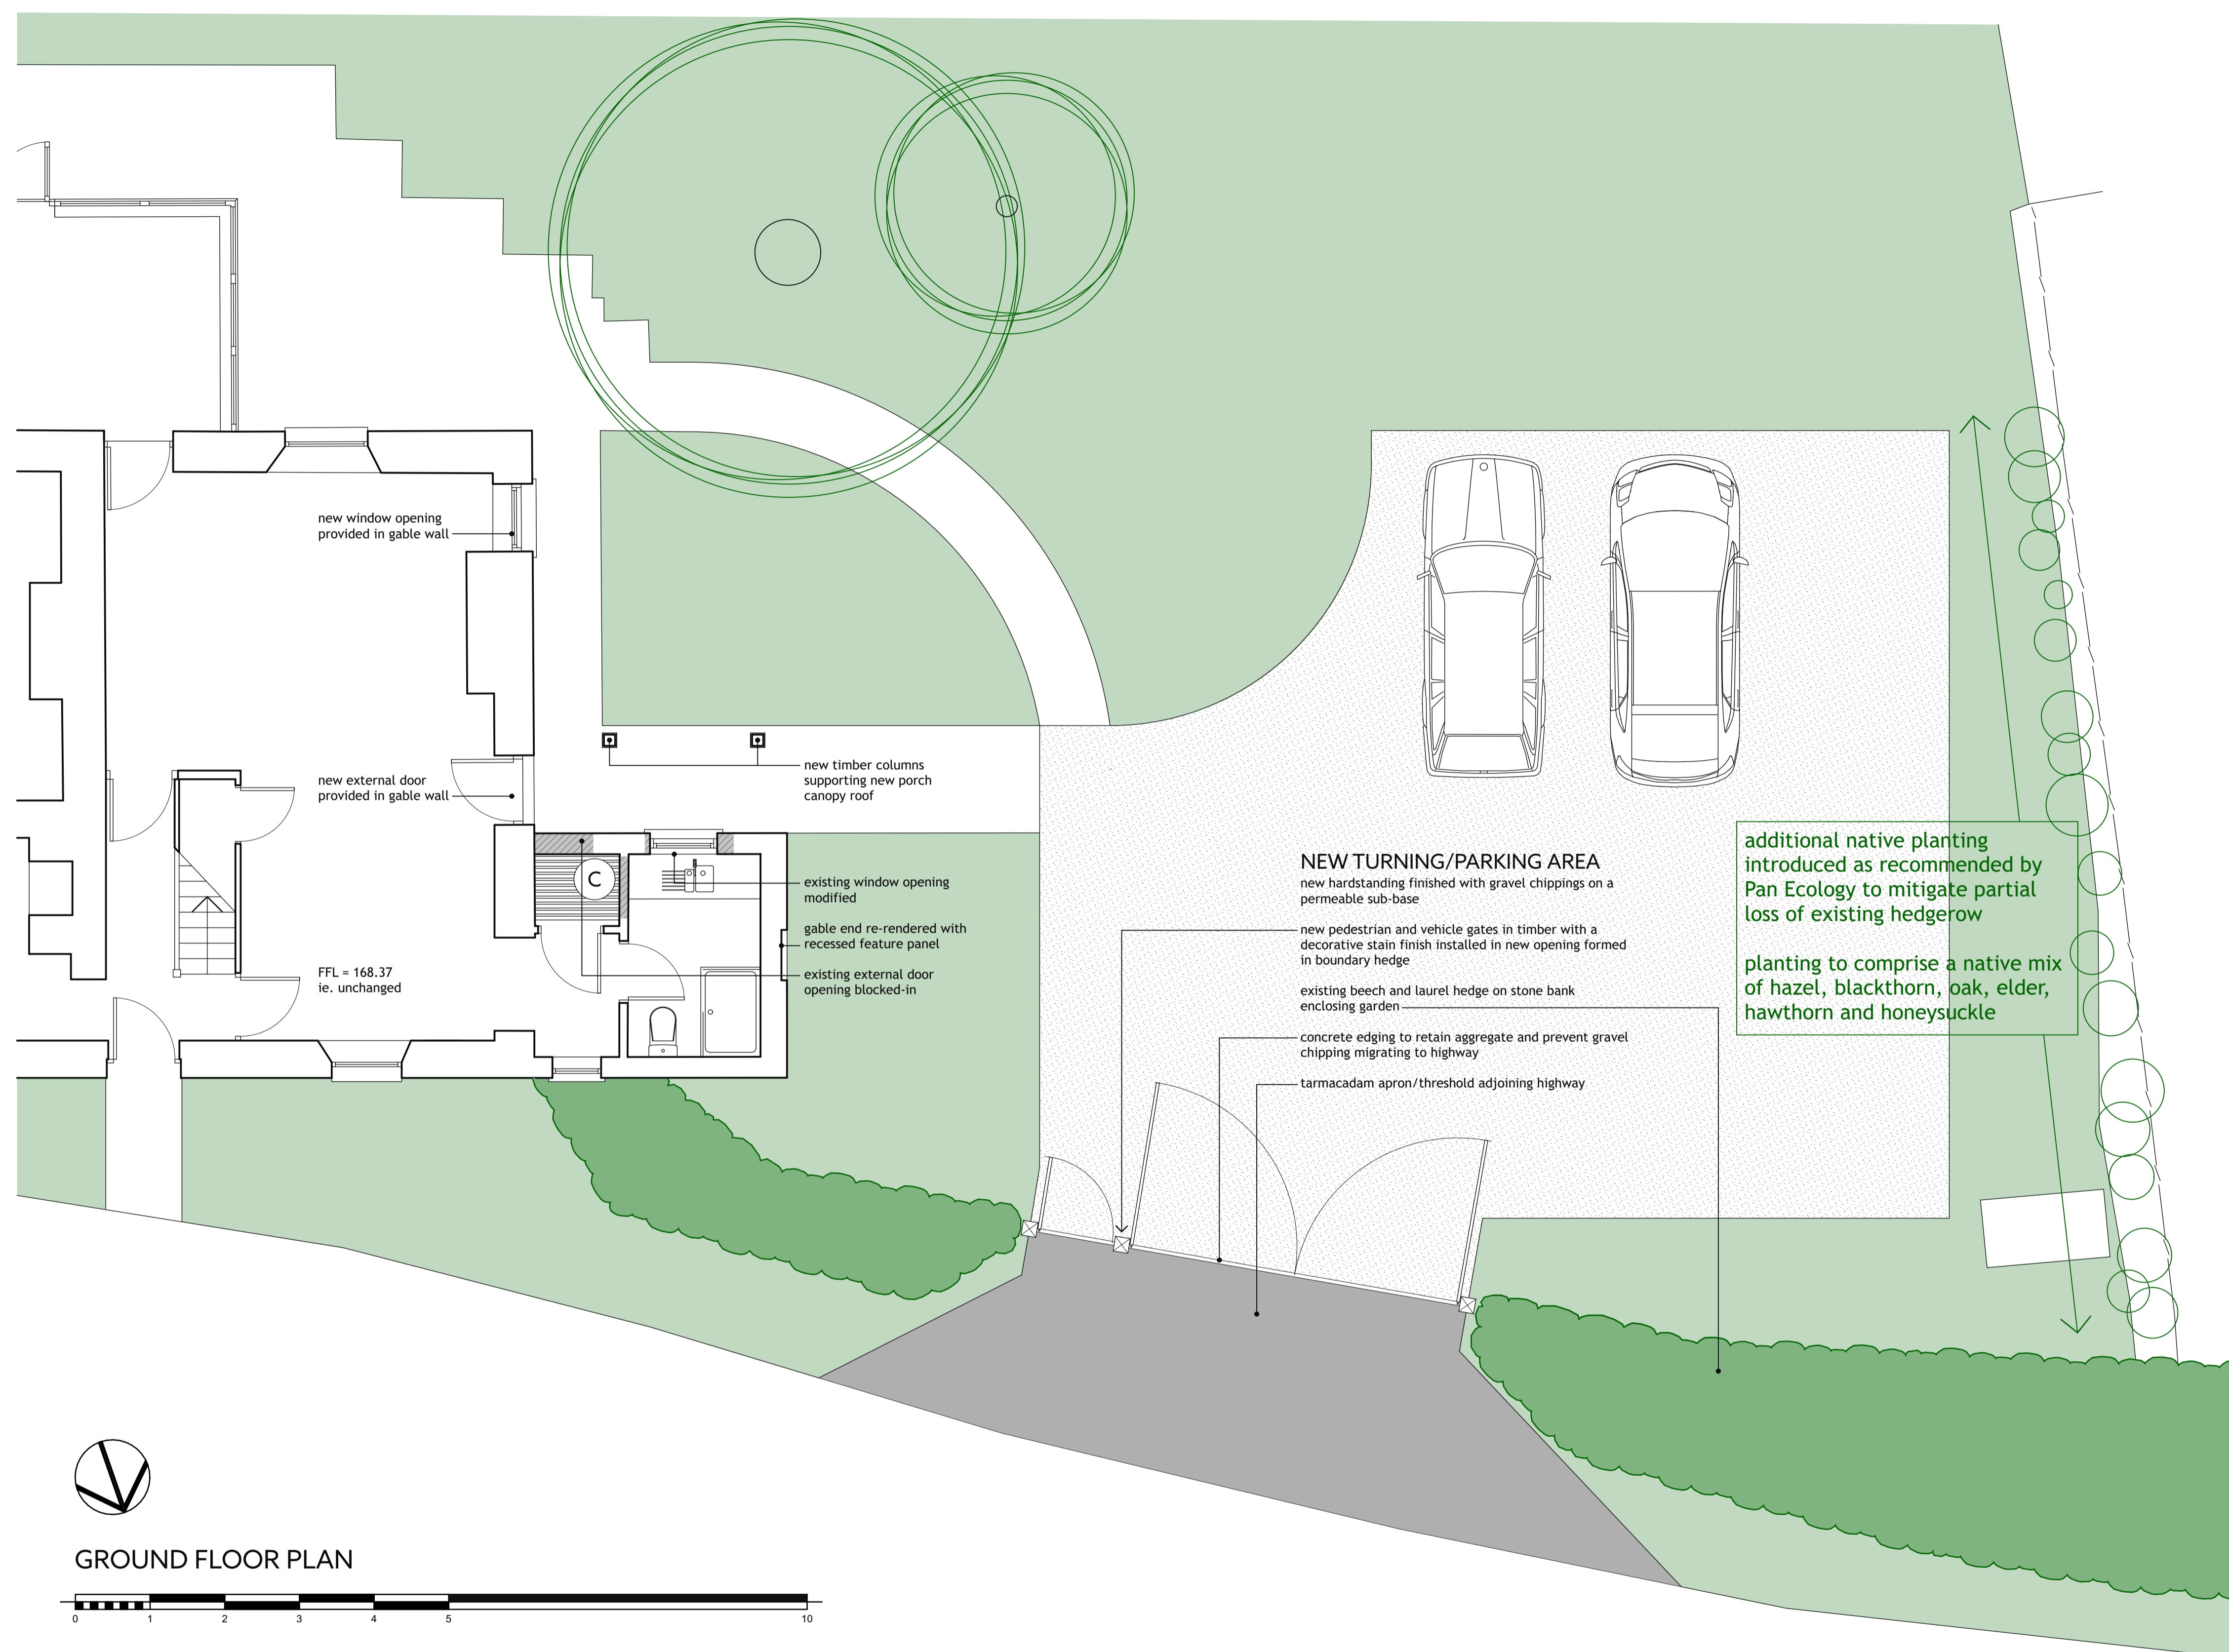 new window opening
provided in gable wall
new external door
provided in gable wall
new timber columns
supporting new porch
canopy roof
C
existing window opening
modified
gable end re-rendered with
recessed feature panel
existing external door
opening blocked-in
FFL = 168.37
ie. unchanged
NEW TURNING/PARKING AREA
new hardstanding finished with gravel chippings on a
permeable sub-base
new pedestrian and vehicle gates in timber with a
decorative stain finish installed in new opening formed
in boundary hedge
existing beech and laurel hedge on stone bank
enclosing garden
concrete edging to retain aggregate and prevent gravel
chipping migrating to highway
tarmacadam apron/threshold adjoining highway
additional native planting
introduced as recommended by
Pan Ecology to mitigate partial
loss of existing hedgerow
planting to comprise a native mix
of hazel, blackthorn, oak, elder,
hawthorn and honeysuckle
GROUND FLOOR PLAN
0 1 2 3 4 5 10